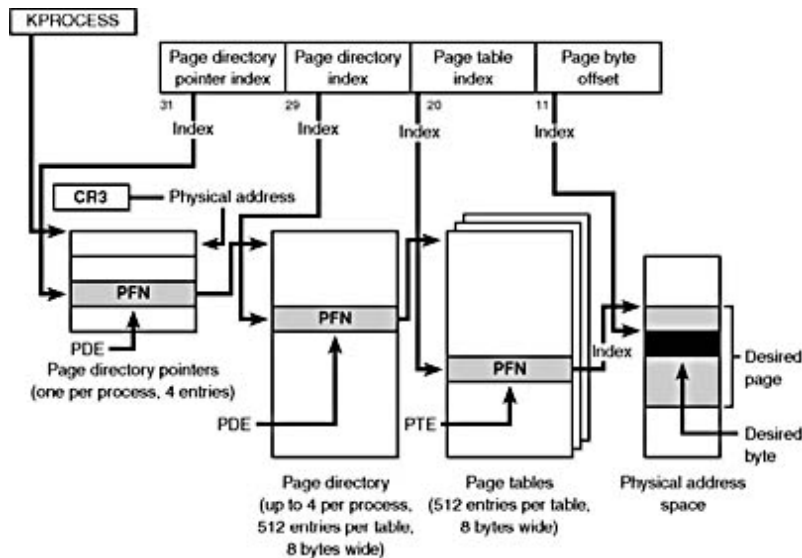 KPROCESS
Page directory
pointer index
Page directory
index
Page table
index
Page byte
offset
31
29
20
11
Index
Index
Index
Index
CR3
Physical address
PFN
PDE
Page directory pointers
(one per process, 4 entries)
PFN
PDE
Page directory
(up to 4 per process,
512 entries per table,
8 bytes wide)
PFN
PTE
Page tables
(512 entries per table,
8 bytes wide)
Index
Desired
page
Desired
byte
Physical address
space